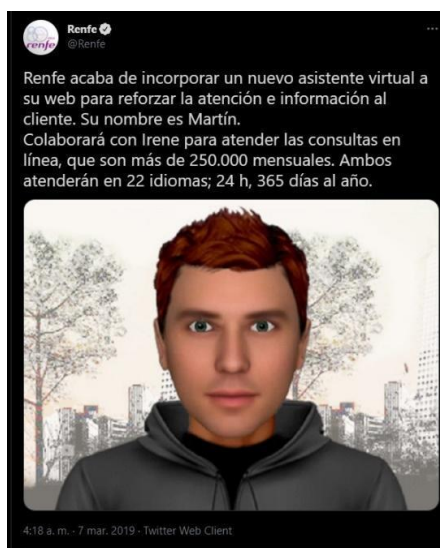 Renfe
@Renfe
renfe
Renfe acaba de incorporar un nuevo asistente virtual a
su web para reforzar la atención e información al
cliente. Su nombre es Martín.
Colaborará con Irene para atender las consultas en
línea, que son más de 250.000 mensuales. Ambos
atenderán en 22 idiomas; 24 h, 365 días al año.
4:18 a. m. · 7 mar. 2019 · Twitter Web Client